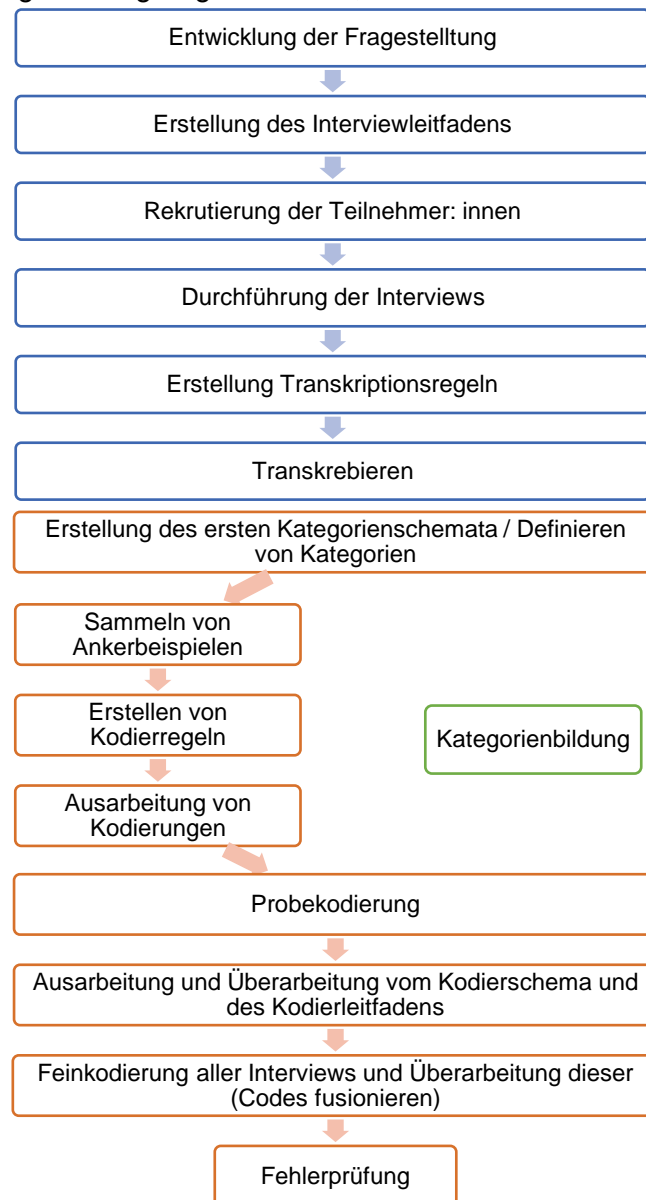 Entwicklung der Fragestelltung
Erstellung des Interviewleitfadens
Rekrutierung der Teilnehmer: innen
Durchführung der Interviews
Erstellung Transkriptionsregeln
Transkrebieren
Erstellung des ersten Kategorienschemata / Definieren
von Kategorien
Sammeln von
Ankerbeispielen
Erstellen von
Kodierregeln
Kategorienbildung
Ausarbeitung von
Kodierungen
Probekodierung
Ausarbeitung und Überarbeitung vom Kodierschema und
des Kodierleitfadens
Feinkodierung aller Interviews und Überarbeitung dieser
(Codes fusionieren)
Fehlerprüfung